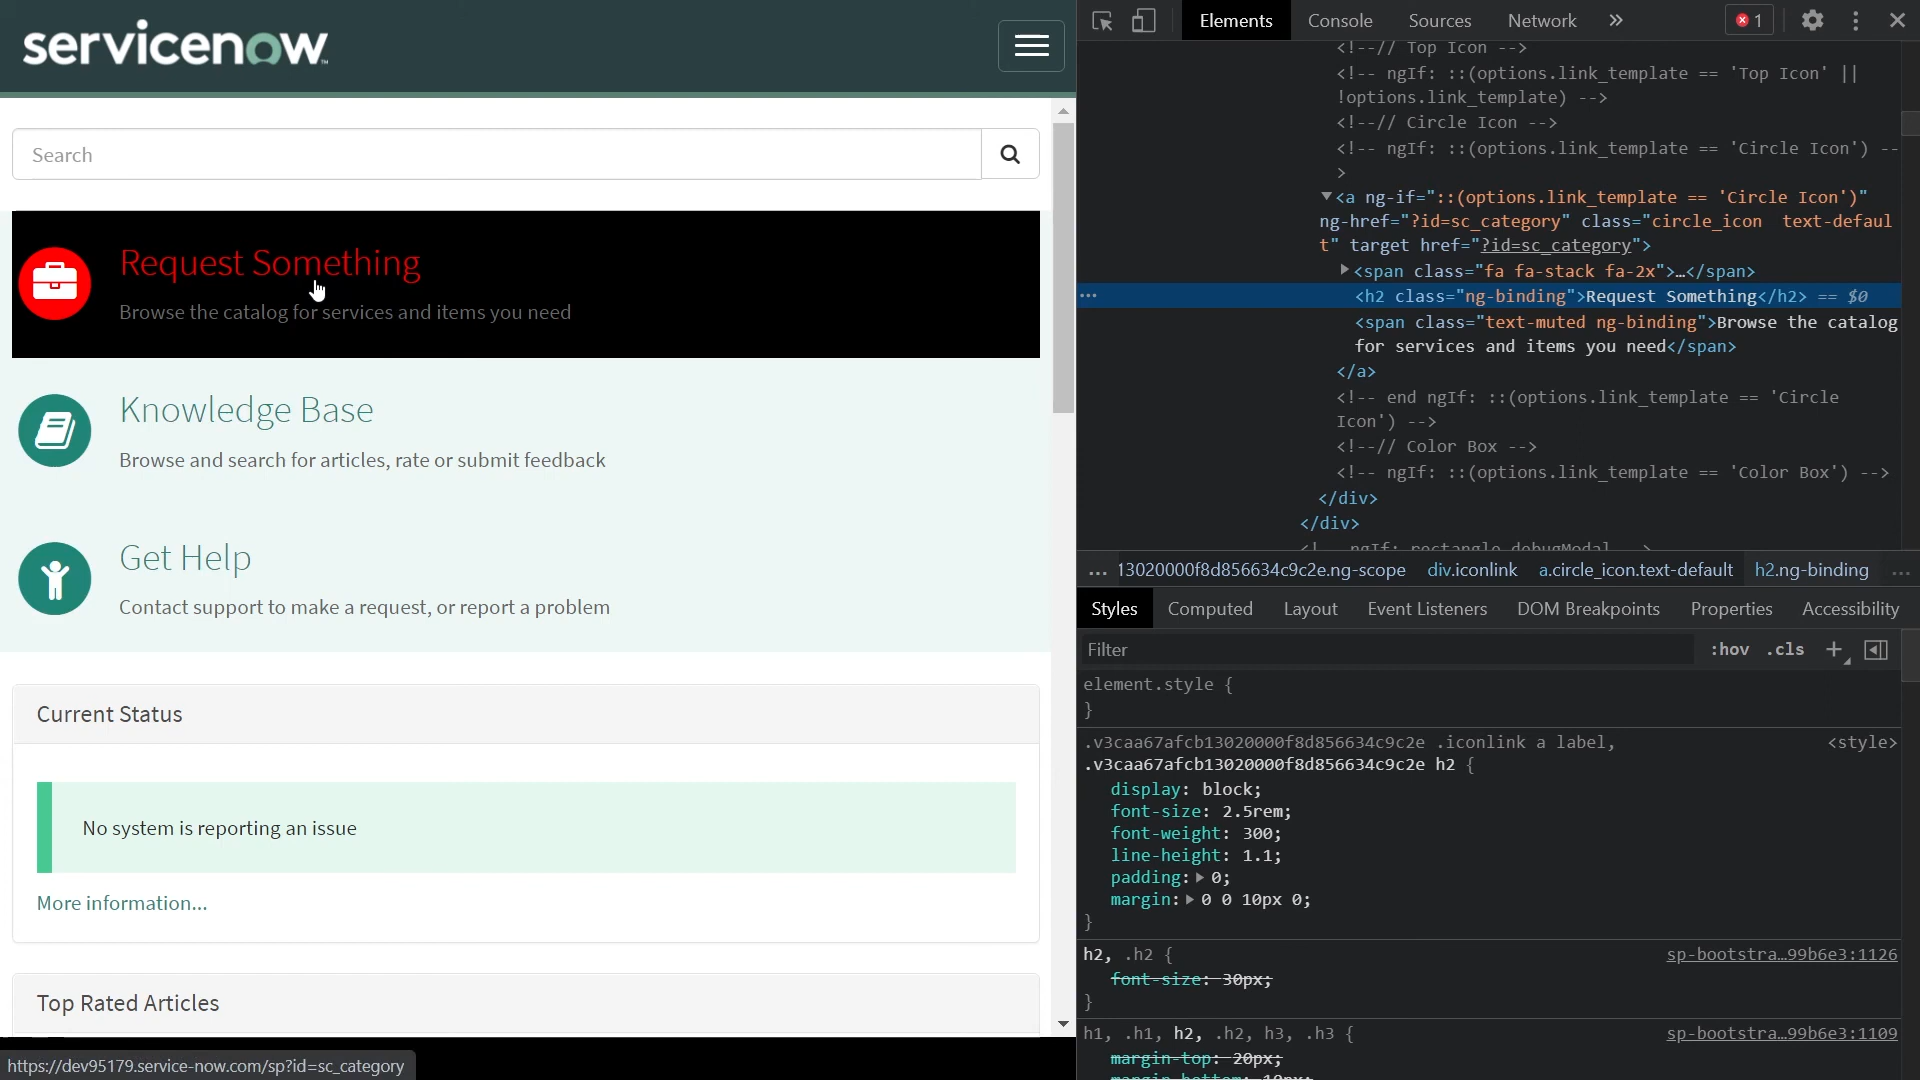 servicenow™
Search
Request Something
Browse the catalog for services and items you need
Knowledge Base
Browse and search for articles, rate or submit feedback
Get Help
Contact support to make a request, or report a problem
Current Status
No system is reporting an issue
More information...
Top Rated Articles
https://dev95179.service-now.com/sp?id=sc_category
Elements Console Sources Network » 1
<!--// Top Icon -->
<!-- ngIf: ::(options.link_template == 'Top Icon' ||
!options.link_template) -->
<!--// Circle Icon -->
<!-- ngIf: ::(options.link_template == 'Circle Icon') --
>
<a ng-if="::(options.link_template == 'Circle Icon')"
ng-href="?id=sc_category" class="circle_icon  text-defaul
t" target href="?id=sc_category">
<span class="fa fa-stack fa-2x">…</span>
<h2 class="ng-binding">Request Something</h2> == $0
<span class="text-muted ng-binding">Browse the catalog
for services and items you need</span>
</a>
<!-- end ngIf: ::(options.link_template == 'Circle
Icon') -->
<!--// Color Box -->
<!-- ngIf: ::(options.link_template == 'Color Box') -->
</div>
</div>
<!-- ngIf: rectangle.debugModal -->
... 13020000f8d856634c9c2e.ng-scope div.iconlink a.circle_icon.text-default h2.ng-binding ...
Styles Computed Layout Event Listeners DOM Breakpoints Properties Accessibility
Filter :hov .cls +
element.style {
}
.v3caa67afcb13020000f8d856634c9c2e .iconlink a label, <style>
.v3caa67afcb13020000f8d856634c9c2e h2 {
display: block;
font-size: 2.5rem;
font-weight: 300;
line-height: 1.1;
padding: 0;
margin: 0 0 10px 0;
}
h2, .h2 { sp-bootstra…99b6e3:1126
font-size: 30px;
}
h1, .h1, h2, .h2, h3, .h3 { sp-bootstra…99b6e3:1109
margin-top: 20px;
margin-bottom: 10px;